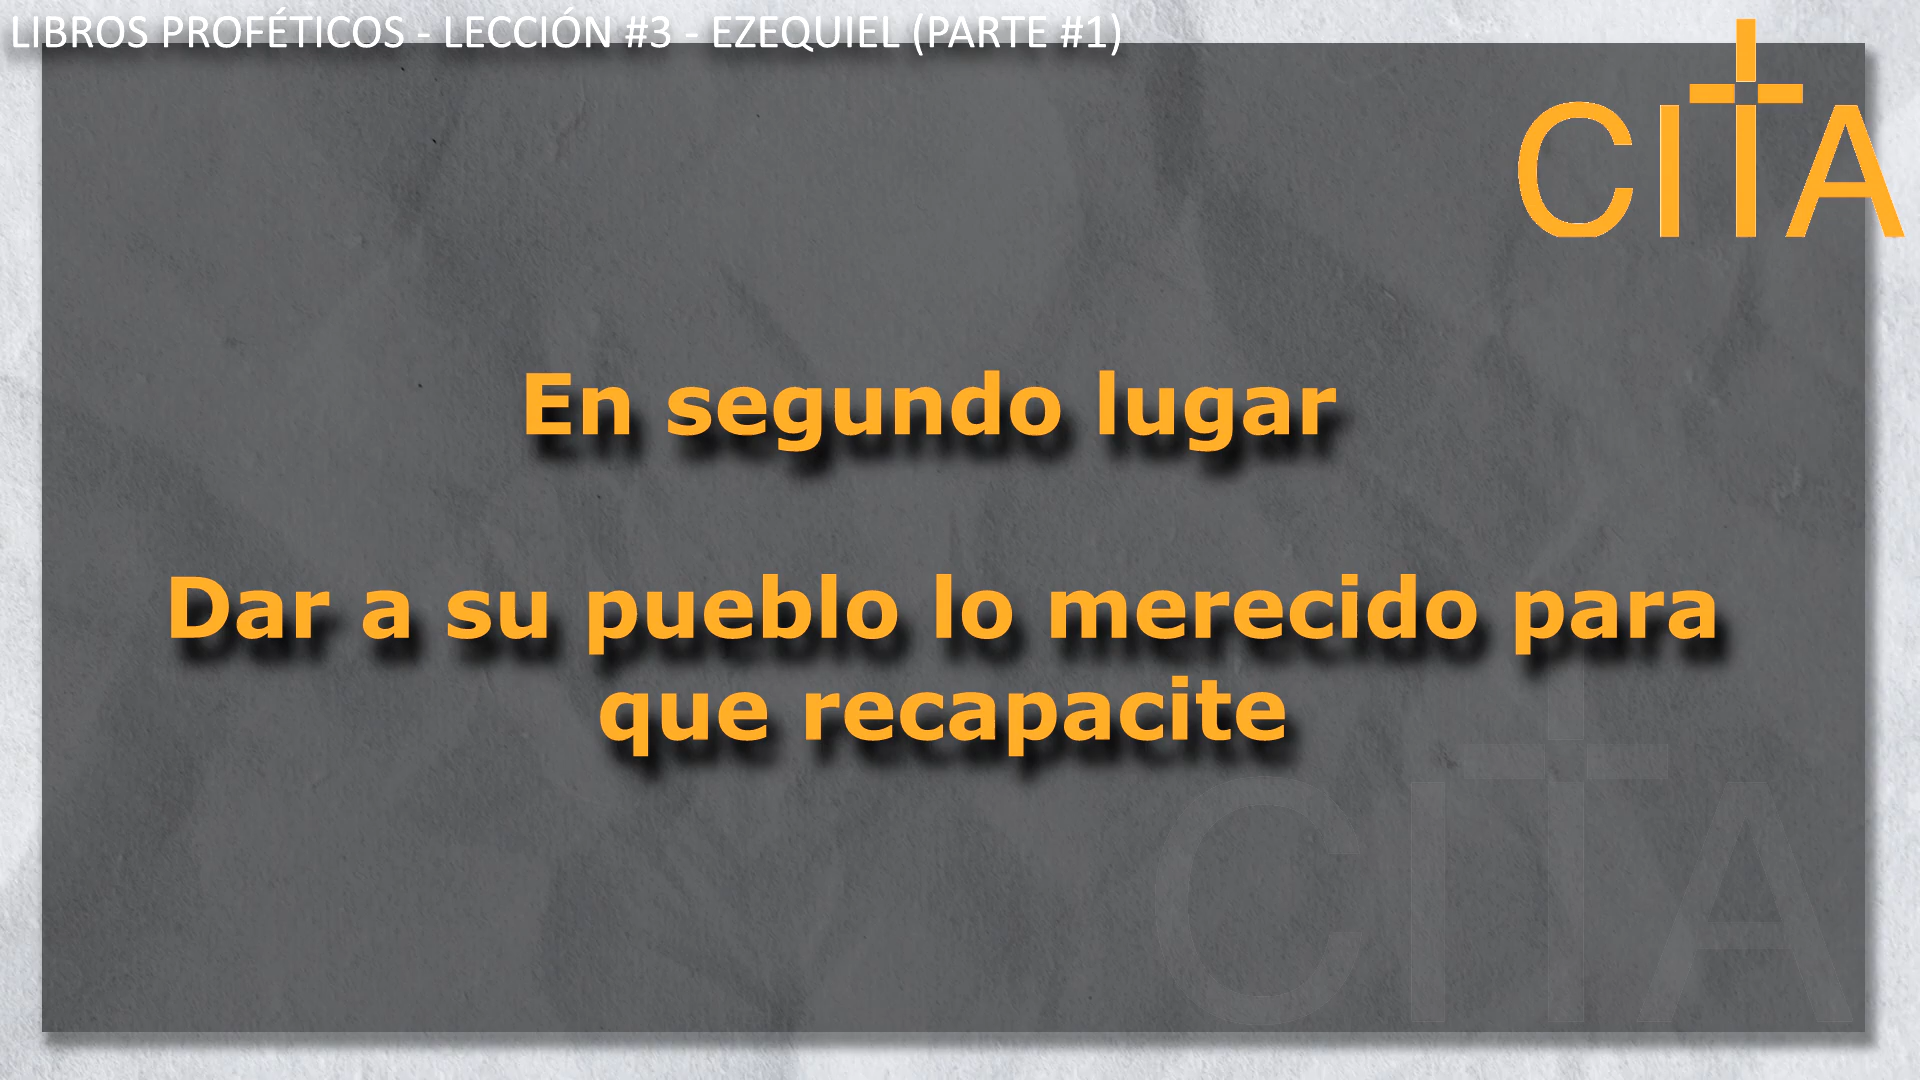 LIBROS PROFÉTICOS - LECCIÓN #3 - EZEQUIEL (PARTE #1)
CITA
En segundo lugar
Dar a su pueblo lo merecido para
que recapacite
CITA